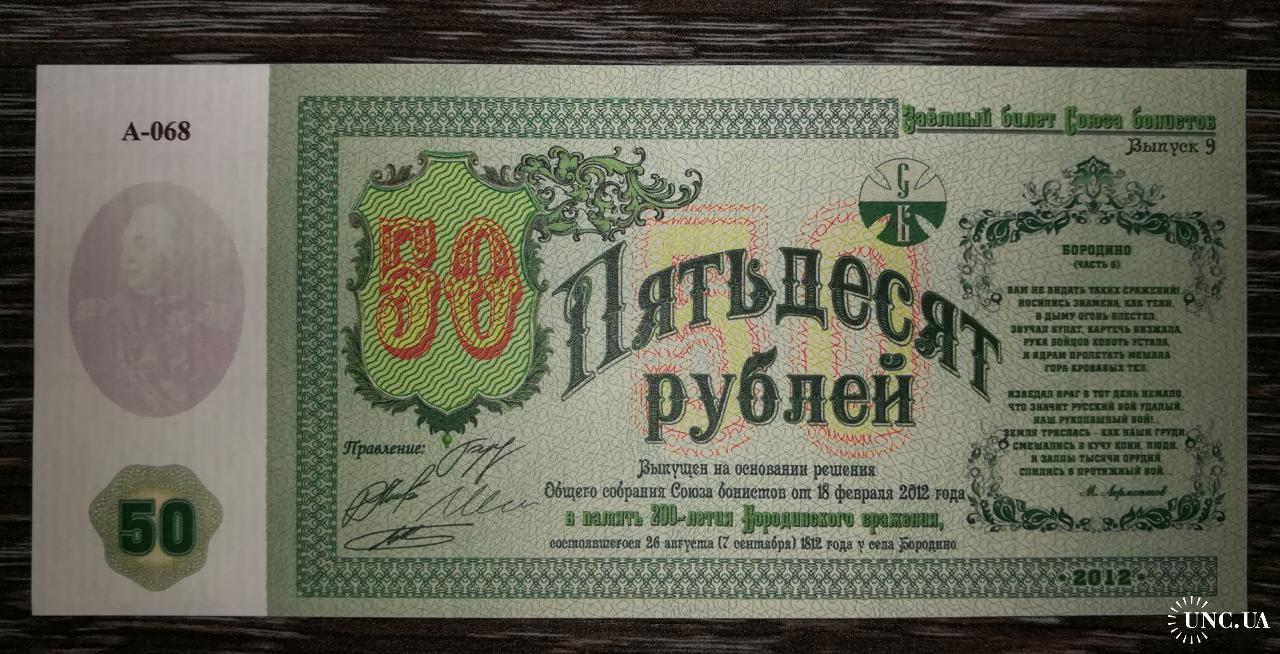 А-068
50
Заёмный билет Союза бонистов
Выпуск 9
С
Б
50
Пятьдесят
рублей
БОРОДИНО
(ЧАСТЬ 6)
ВАМ НЕ ВИДАТЬ ТАКИХ СРАЖЕНИЙ!
НОСИЛИСЬ ЗНАМЕНА, КАК ТЕНИ,
В ДЫМУ ОГОНЬ БЛЕСТЕЛ,
ЗВУЧАЛ БУЛАТ, КАРТЕЧЬ ВИЗЖАЛА,
РУКА БОЙЦОВ КОЛОТЬ УСТАЛА,
И ЯДРАМ ПРОЛЕТАТЬ МЕШАЛА
ГОРА КРОВАВЫХ ТЕЛ.
ИЗВЕДАЛ ВРАГ В ТОТ ДЕНЬ НЕМАЛО,
ЧТО ЗНАЧИТ РУССКИЙ БОЙ УДАЛЫЙ,
НАШ РУКОПАШНЫЙ БОЙ!
ЗЕМЛЯ ТРЯСЛАСЬ - КАК НАШИ ГРУДИ,
СМЕШАЛИСЬ В КУЧУ КОНИ, ЛЮДИ,
И ЗАЛПЫ ТЫСЯЧИ ОРУДИЙ
СЛИЛИСЬ В ПРОТЯЖНЫЙ ВОЙ...
М. Лермонтов
Правление:
Выпущен на основании решения
Общего собрания Союза бонистов от 18 февраля 2012 года
в память 200-летия Бородинского сражения,
состоявшегося 26 августа (7 сентября) 1812 года у села Бородино
2012
UNC.UA